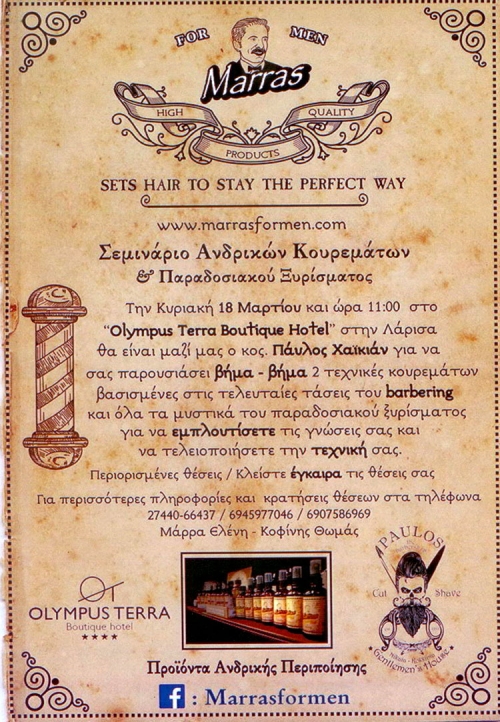 FOR MEN
Marras
HIGH QUALITY
PRODUCTS
SETS HAIR TO STAY THE PERFECT WAY
www.marrasformen.com
Σεμινάριο Ανδρικών Κουρεμάτων
& Παραδοσιακού Ξυρίσματος
Την Κυριακή 18 Μαρτίου και ώρα 11:00 στο
"Olympus Terra Boutique Hotel" στην Λάρισα
θα είναι μαζί μας ο κος. Πάυλος Χαϊκιάν για να
σας παρουσιάσει βήμα - βήμα 2 τεχνικές κουρεμάτων
βασισμένες στις τελευταίες τάσεις του barbering
και όλα τα μυστικά του παραδοσιακού ξυρίσματος
για να εμπλουτίσετε τις γνώσεις σας και
να τελειοποιήσετε την τεχνική σας.
Περιορισμένες θέσεις / Κλείστε έγκαιρα τις θέσεις σας
Για περισσότερες πληροφορίες και κρατήσεις θέσεων στα τηλέφωνα
27440-66437 / 6945977046 / 6907586969
Μάρρα Ελένη - Κοφίνης Θωμάς
PAULOS
Cut Shave
Gentlemen's House
OLYMPUS TERRA
Boutique hotel
Προϊόντα Ανδρικής Περιποίησης
f : Marrasformen